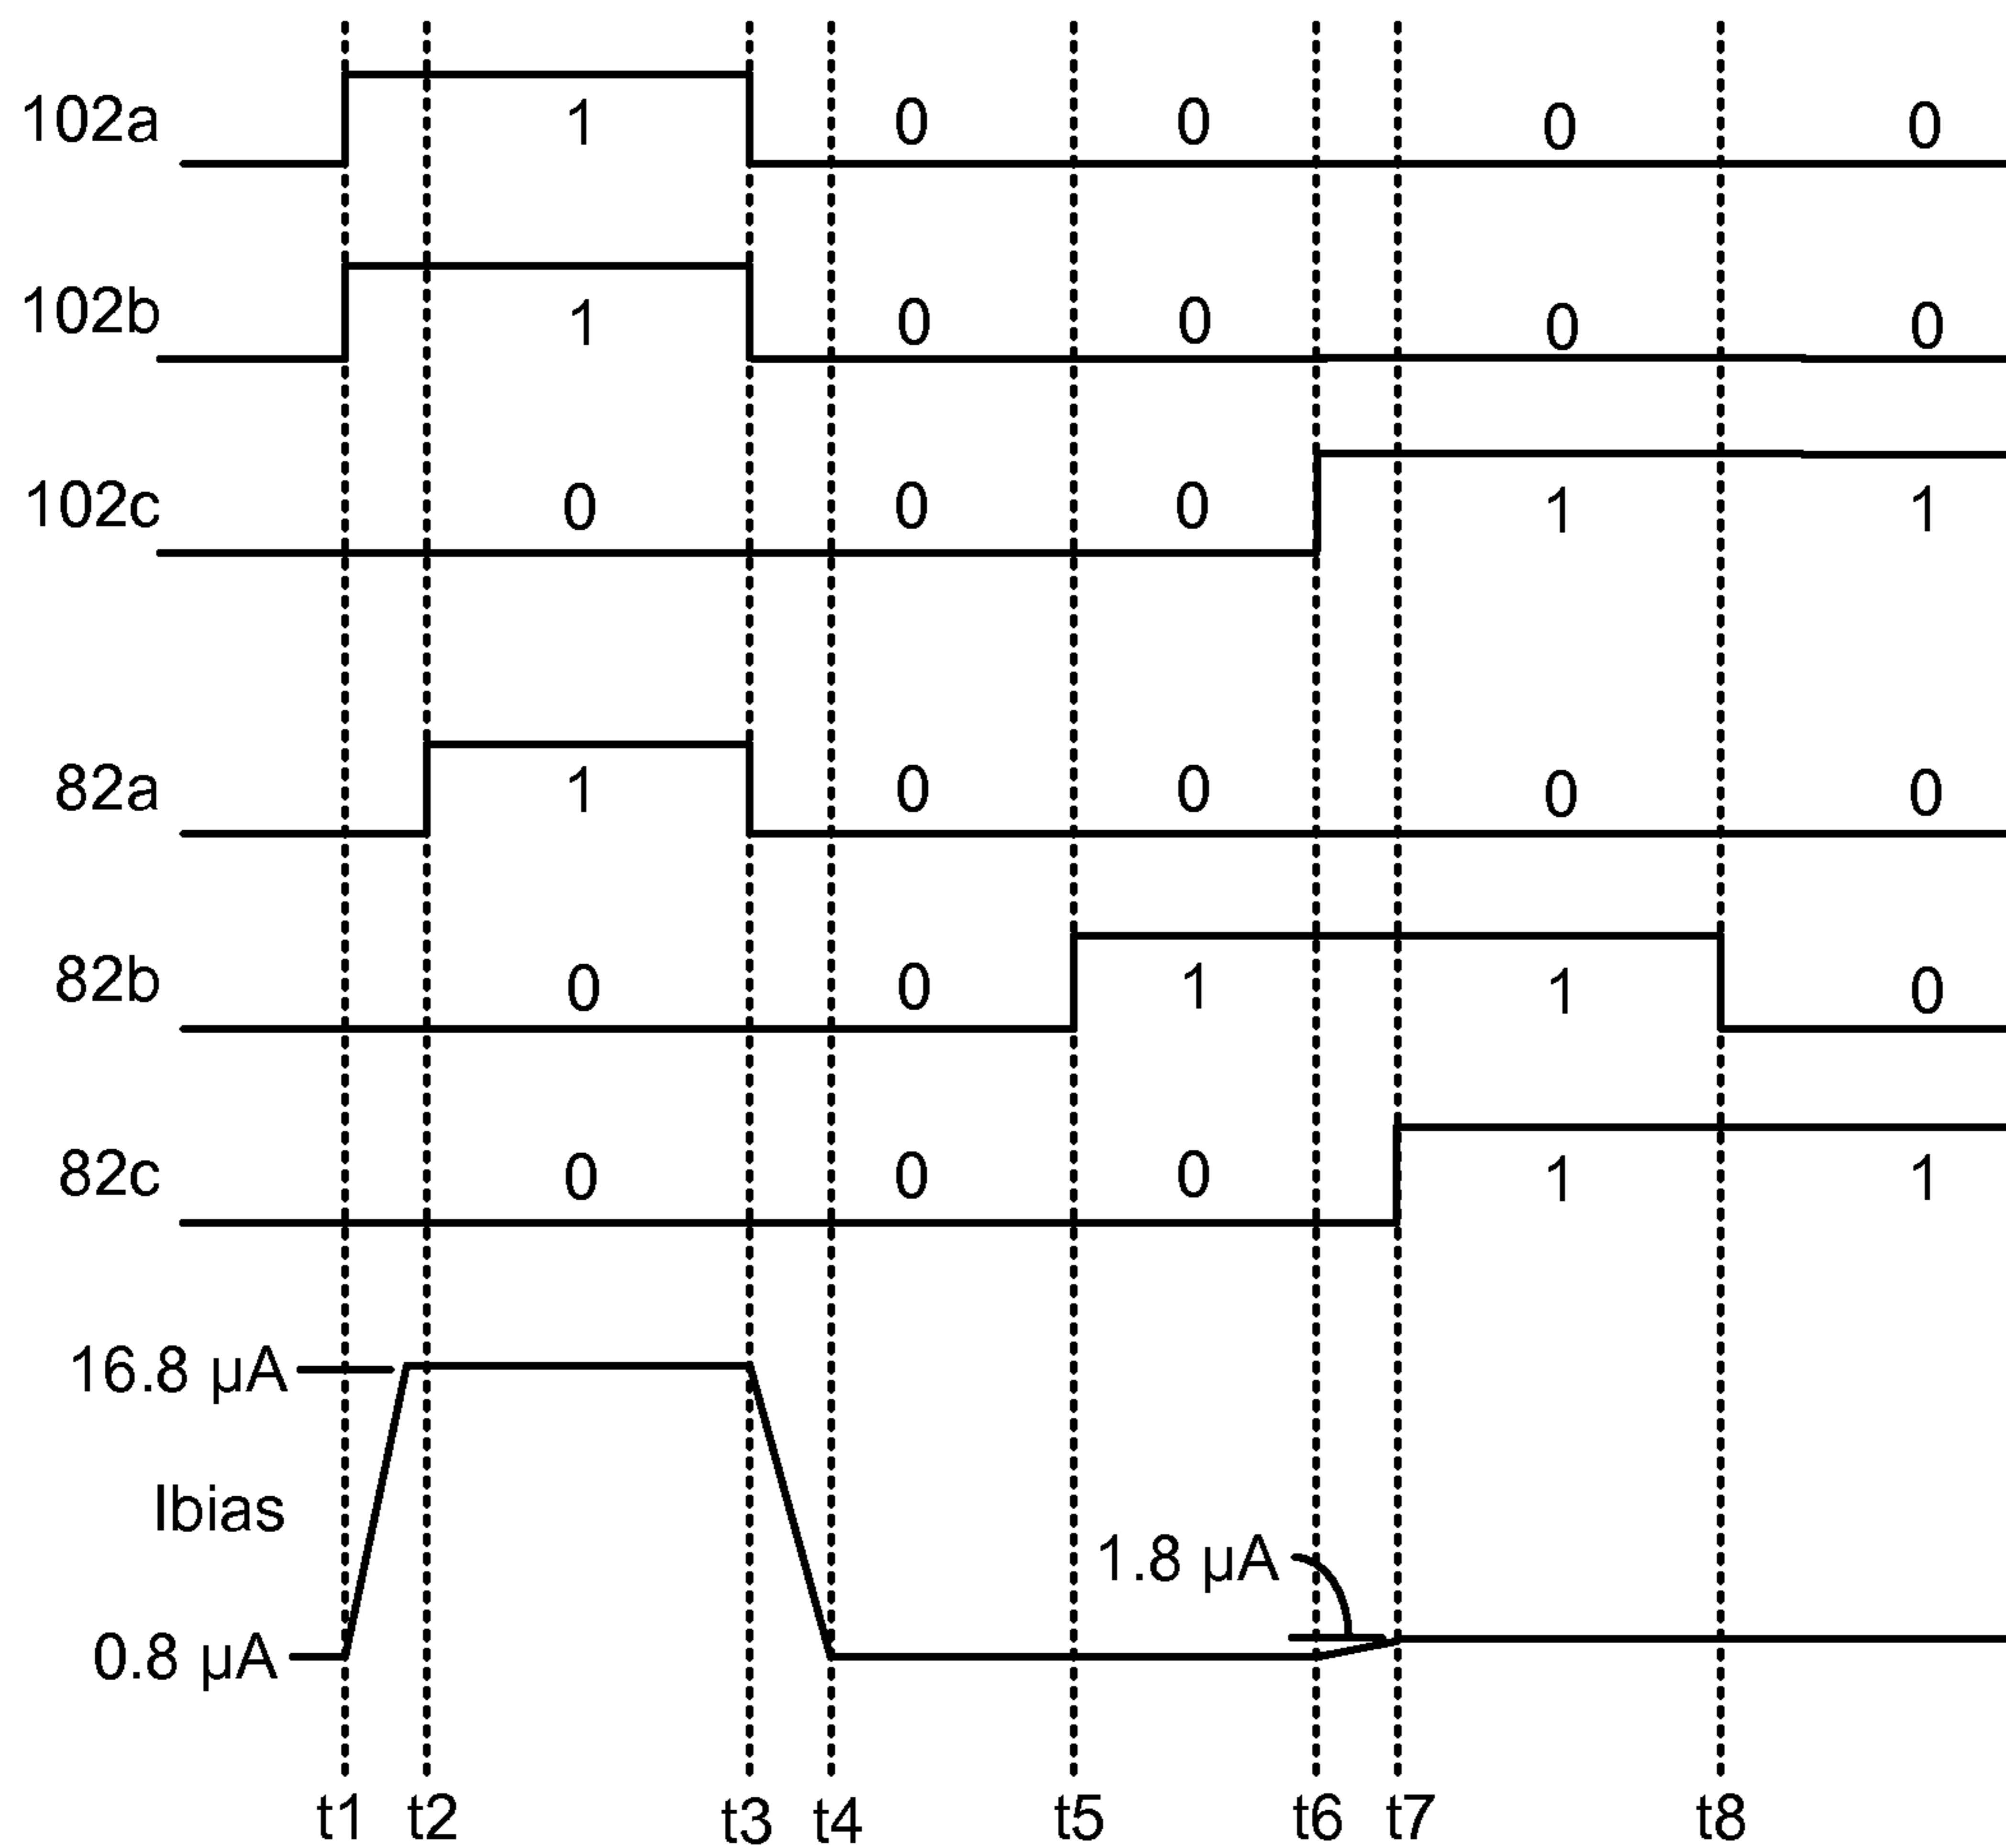 102a 1 0 0 0 0
102b 1 0 0 0 0
102c 0 0 0 1 1
82a 1 0 0 0 0
82b 0 0 1 1 0
82c 0 0 0 1 1
16.8 µA
Ibias
1.8 µA
0.8 µA
t1 t2 t3 t4 t5 t6 t7 t8